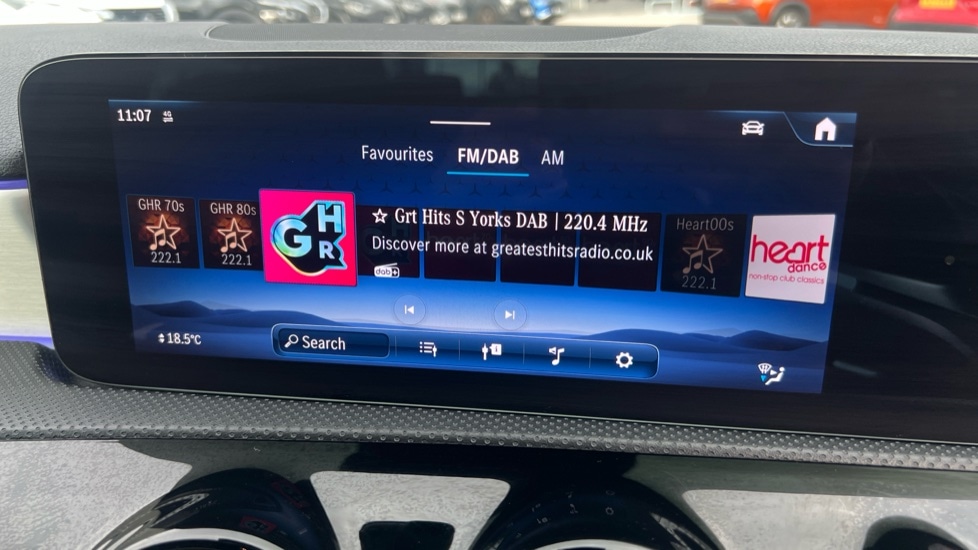 11:07 4G
Favourites FM/DAB AM
GHR 70s
222.1
GHR 80s
222.1
GHR
☆ Grt Hits S Yorks DAB | 220.4 MHz
Discover more at greatesthitsradio.co.uk
dab+
Heart00s
222.1
heart
dance
non-stop club classics
18.5°C
Search
1